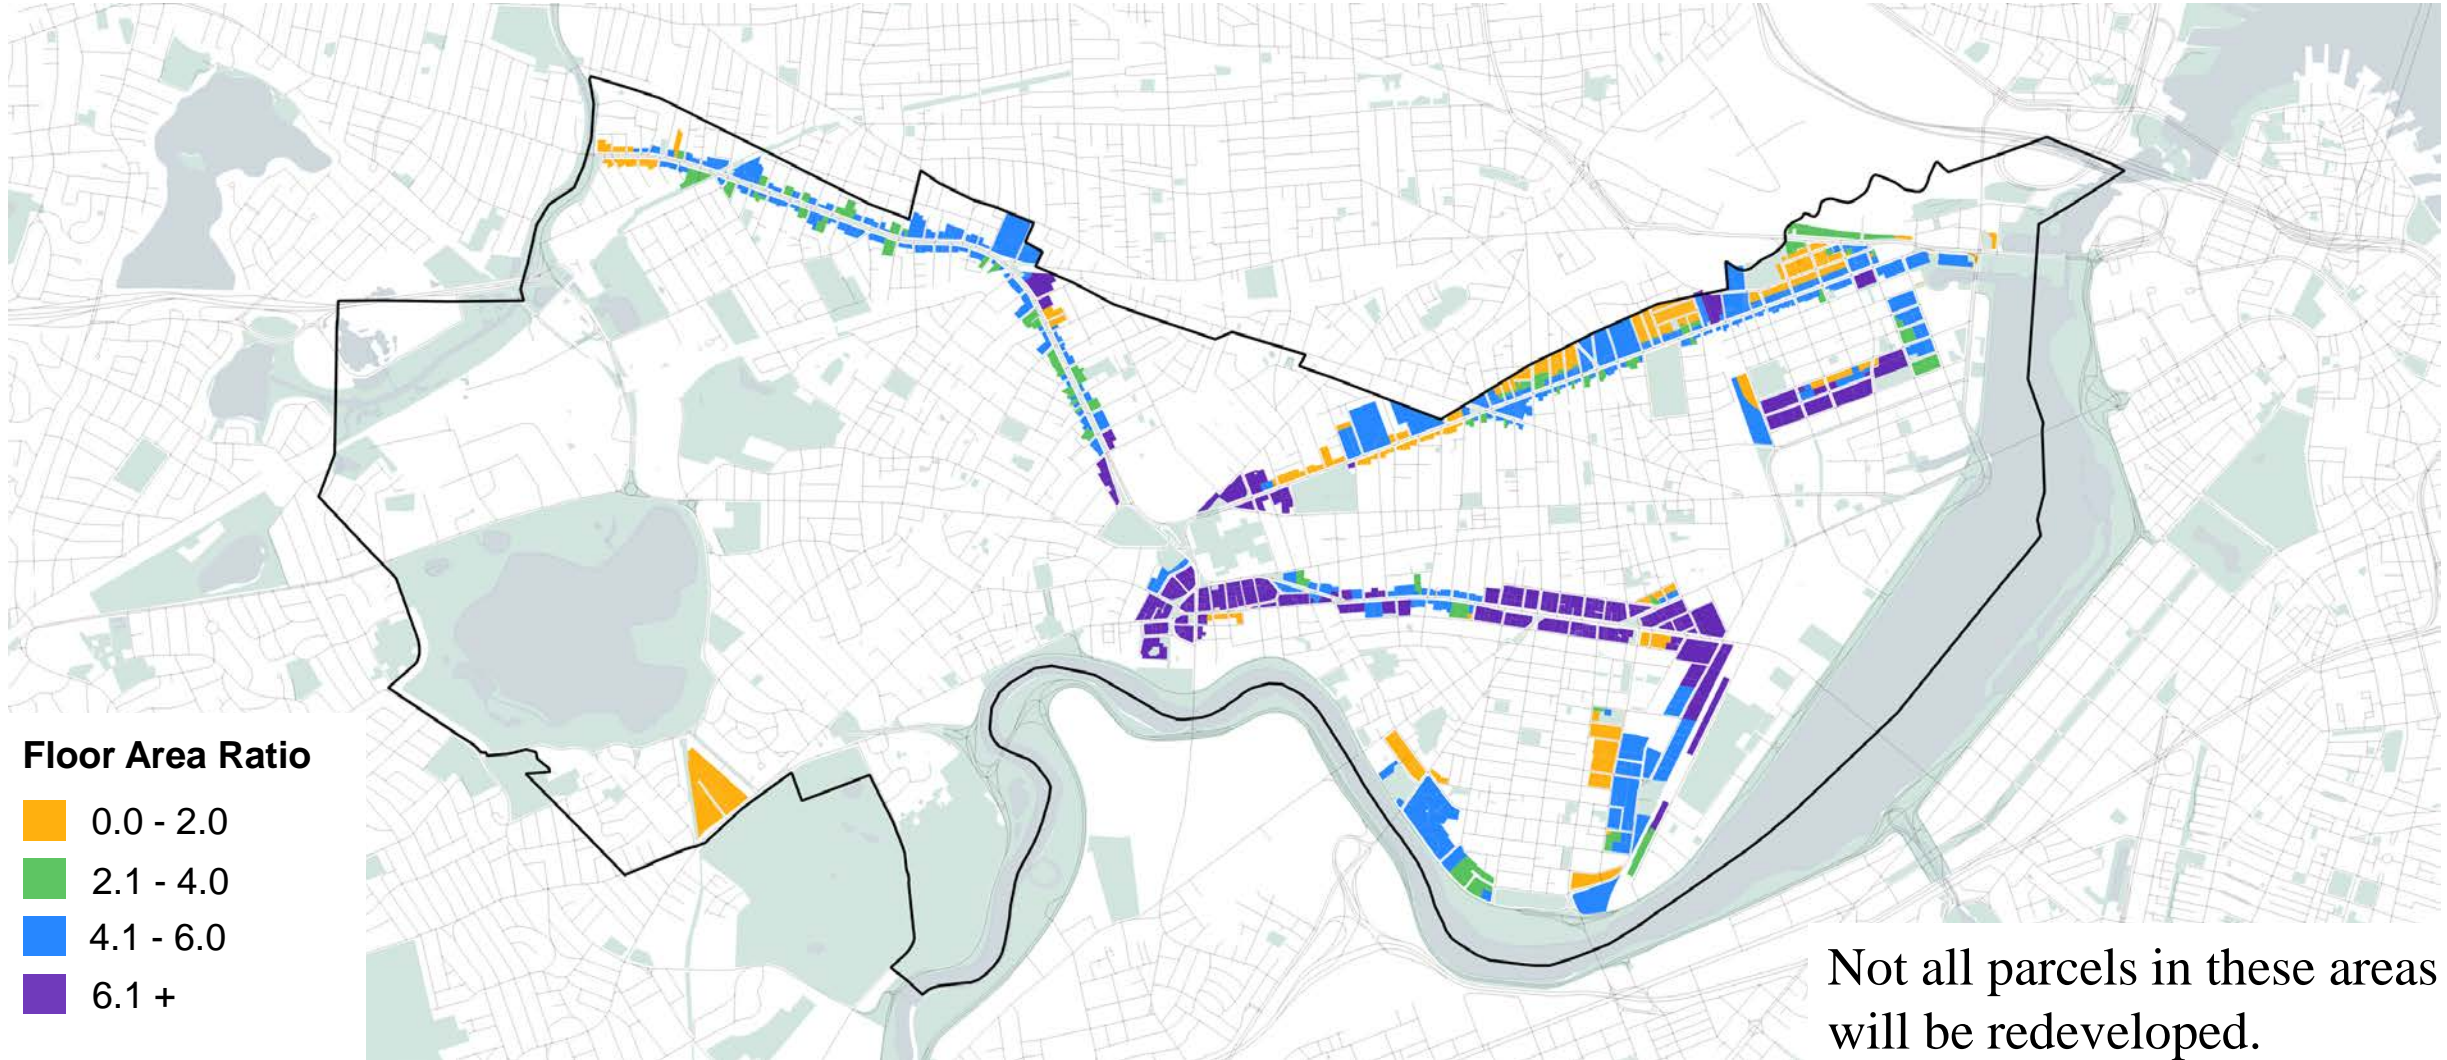 Floor Area Ratio
0.0 - 2.0
2.1 - 4.0
4.1 - 6.0
6.1 +
Not all parcels in these areas
will be redeveloped.